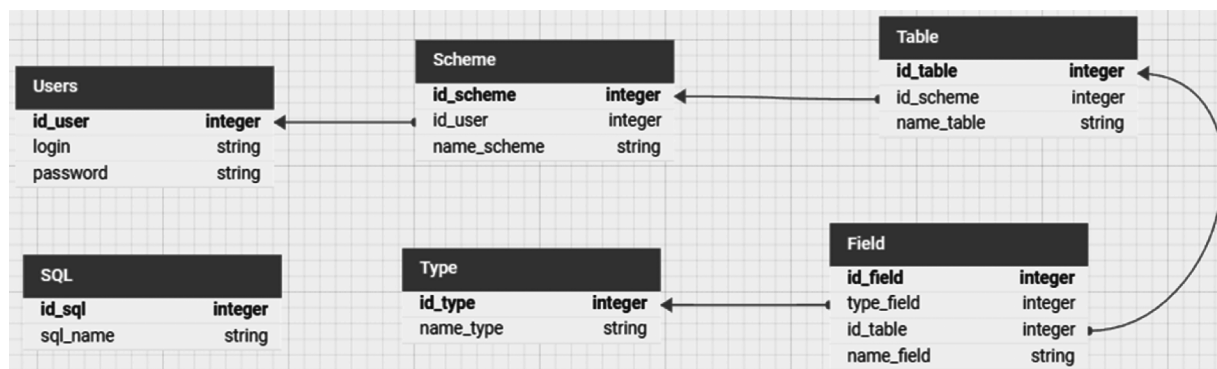 Users
id_user integer
login string
password string
Scheme
id_scheme integer
id_user integer
name_scheme string
Table
id_table integer
id_scheme integer
name_table string
SQL
id_sql integer
sql_name string
Type
id_type integer
name_type string
Field
id_field integer
type_field integer
id_table integer
name_field string